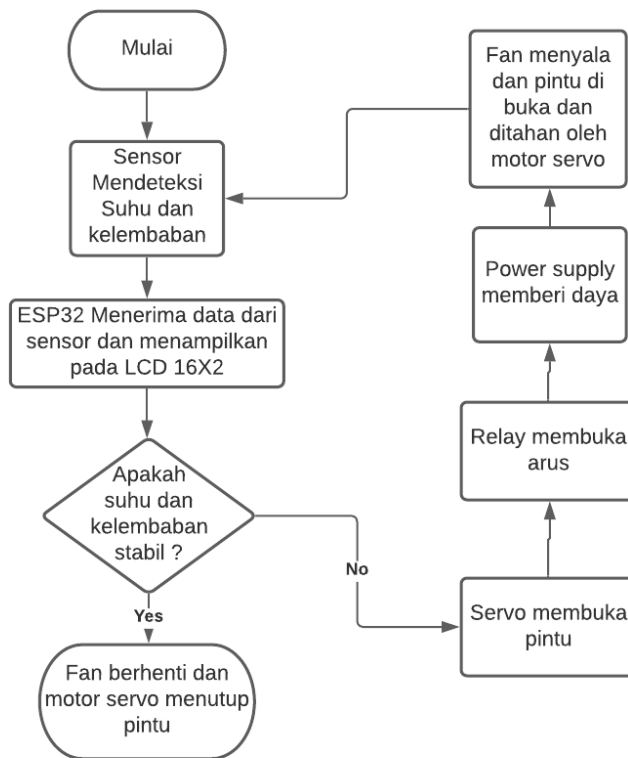 Mulai
Sensor
Mendeteksi
Suhu dan
kelembaban
ESP32 Menerima data dari
sensor dan menampilkan
pada LCD 16X2
Apakah
suhu dan
kelembaban
stabil ?
Yes
No
Fan berhenti dan
motor servo menutup
pintu
Servo membuka
pintu
Relay membuka
arus
Power supply
memberi daya
Fan menyala
dan pintu di
buka dan
ditahan oleh
motor servo